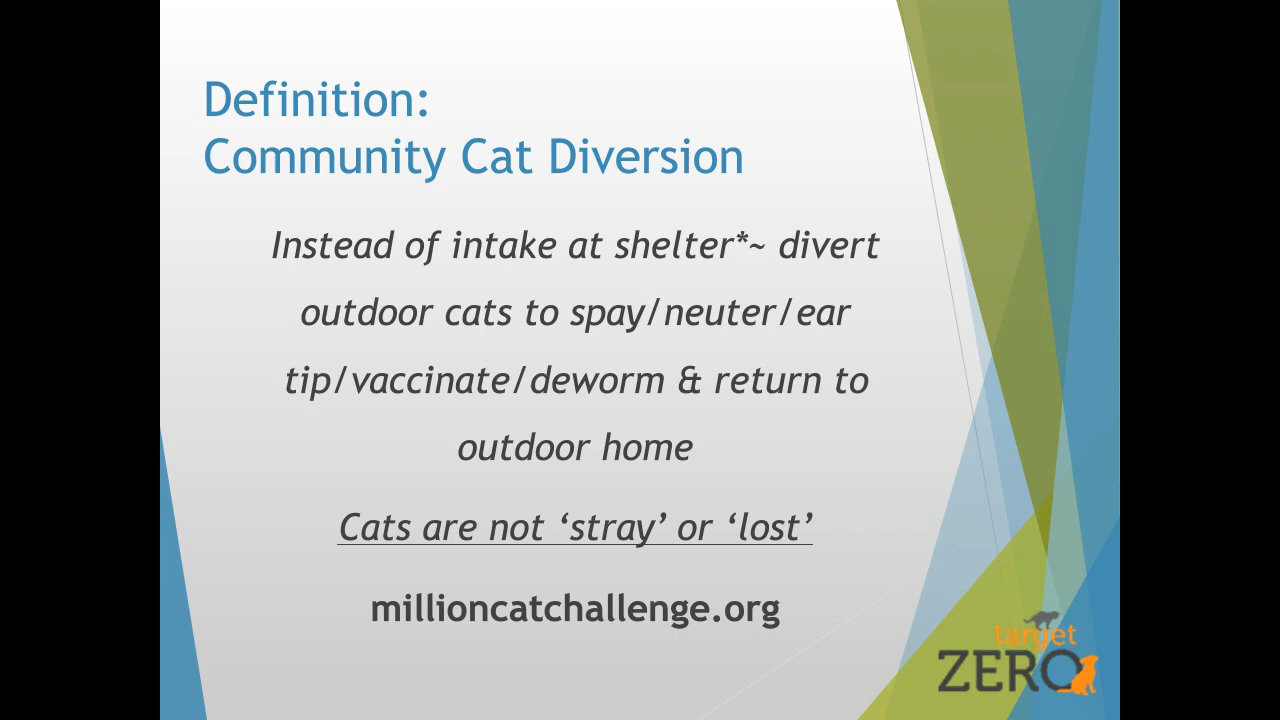 Definition:
Community Cat Diversion
Instead of intake at shelter*~ divert
outdoor cats to spay/neuter/ear
tip/vaccinate/deworm & return to
outdoor home
Cats are not ‘stray’ or ‘lost’
millioncatchallenge.org
target
ZERO